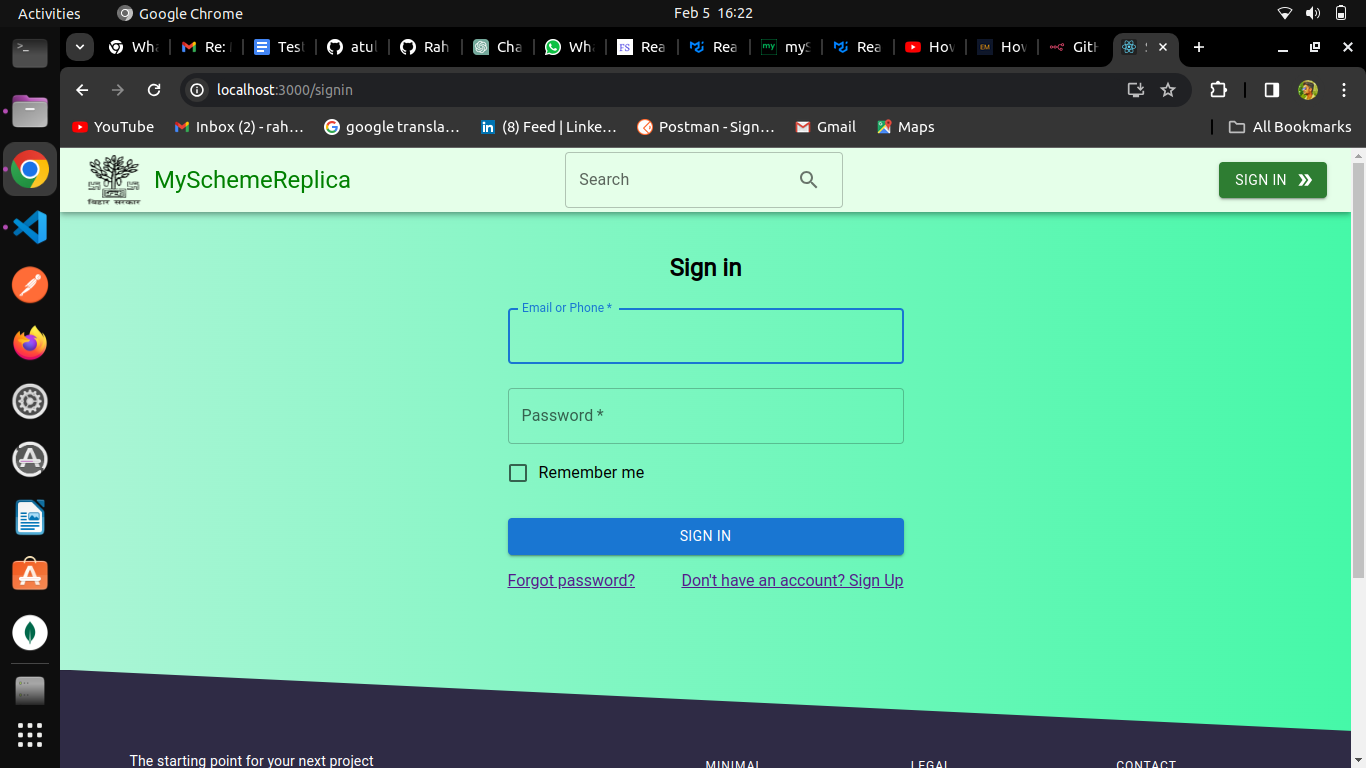 Activities Google Chrome Feb 5 16:22
Wha Re: Test atul Rah Cha Wha Rea Rea myS Rea How How Gith
localhost:3000/signin
YouTube Inbox (2) - rah… google transla… (8) Feed | Linke… Postman - Sign… Gmail Maps All Bookmarks
बिहार सरकार MySchemeReplica Search SIGN IN
Sign in
Email or Phone *
Password *
Remember me
SIGN IN
Forgot password? Don't have an account? Sign Up
The starting point for your next project MINIMAL LEGAL CONTACT